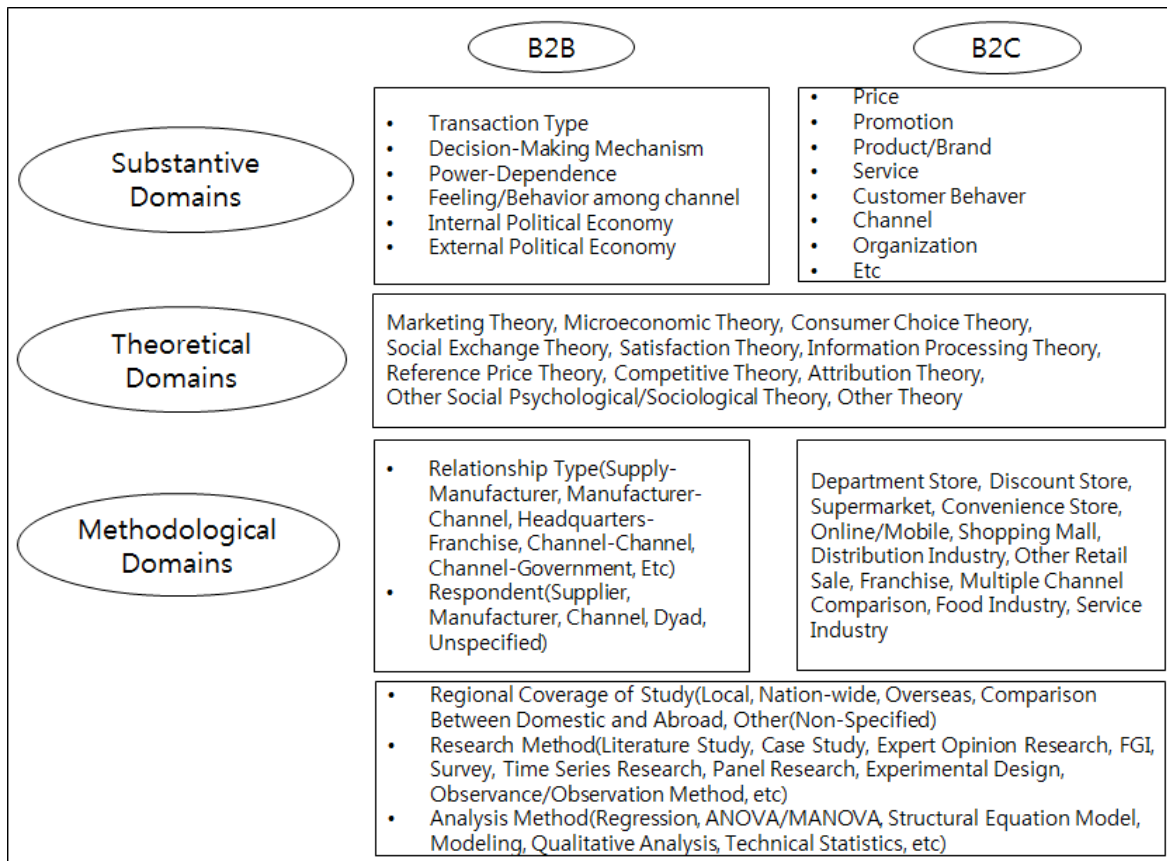 B2B
B2C
Substantive
Domains
• Transaction Type
• Decision-Making Mechanism
• Power-Dependence
• Feeling/Behavior among channel
• Internal Political Economy
• External Political Economy
• Price
• Promotion
• Product/Brand
• Service
• Customer Behaver
• Channel
• Organization
• Etc
Theoretical
Domains
Marketing Theory, Microeconomic Theory, Consumer Choice Theory,
Social Exchange Theory, Satisfaction Theory, Information Processing Theory,
Reference Price Theory, Competitive Theory, Attribution Theory,
Other Social Psychological/Sociological Theory, Other Theory
Methodological
Domains
• Relationship Type(Supply-
Manufacturer, Manufacturer-
Channel, Headquarters-
Franchise, Channel-Channel,
Channel-Government, Etc)
• Respondent(Supplier,
Manufacturer, Channel, Dyad,
Unspecified)
Department Store, Discount Store,
Supermarket, Convenience Store,
Online/Mobile, Shopping Mall,
Distribution Industry, Other Retail
Sale, Franchise, Multiple Channel
Comparison, Food Industry, Service
Industry
• Regional Coverage of Study(Local, Nation-wide, Overseas, Comparison
Between Domestic and Abroad, Other(Non-Specified)
• Research Method(Literature Study, Case Study, Expert Opinion Research, FGI,
Survey, Time Series Research, Panel Research, Experimental Design,
Observance/Observation Method, etc)
• Analysis Method(Regression, ANOVA/MANOVA, Structural Equation Model,
Modeling, Qualitative Analysis, Technical Statistics, etc)